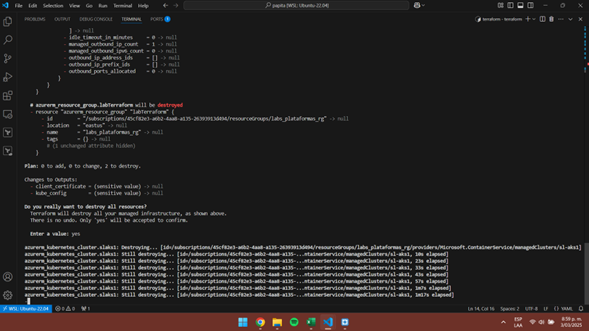 File Edit Selection View Go Run Terminal Help
papita [WSL: Ubuntu-22.04]
PROBLEMS OUTPUT DEBUG CONSOLE TERMINAL PORTS
terraform - terraform
] -> null
- idle_timeout_in_minutes = 0 -> null
- managed_outbound_ip_count = 1 -> null
- managed_outbound_ipv6_count = 0 -> null
- outbound_ip_address_ids = [] -> null
- outbound_ip_prefix_ids = [] -> null
- outbound_ports_allocated = 0 -> null
}
}
}
# azurerm_resource_group.labTerraform will be destroyed
- resource "azurerm_resource_group" "labTerraform" {
- id = "/subscriptions/45cf82e3-a6b2-4aa8-a135-26393913d494/resourceGroups/labs_plataformas_rg" -> null
- location = "eastus" -> null
- name = "labs_plataformas_rg" -> null
- tags = {} -> null
# (1 unchanged attribute hidden)
}
Plan: 0 to add, 0 to change, 2 to destroy.
Changes to Outputs:
- client_certificate = (sensitive value) -> null
- kube_config = (sensitive value) -> null
Do you really want to destroy all resources?
Terraform will destroy all your managed infrastructure, as shown above.
There is no undo. Only 'yes' will be accepted to confirm.
Enter a value: yes
azurerm_kubernetes_cluster.slaks1: Destroying... [id=/subscriptions/45cf82e3-a6b2-4aa8-a135-26393913d494/resourceGroups/labs_plataformas_rg/providers/Microsoft.ContainerService/managedClusters/sl-aks1]
azurerm_kubernetes_cluster.slaks1: Still destroying... [id=/subscriptions/45cf82e3-a6b2-4aa8-a135-...ntainerService/managedClusters/sl-aks1, 10s elapsed]
azurerm_kubernetes_cluster.slaks1: Still destroying... [id=/subscriptions/45cf82e3-a6b2-4aa8-a135-...ntainerService/managedClusters/sl-aks1, 23s elapsed]
azurerm_kubernetes_cluster.slaks1: Still destroying... [id=/subscriptions/45cf82e3-a6b2-4aa8-a135-...ntainerService/managedClusters/sl-aks1, 33s elapsed]
azurerm_kubernetes_cluster.slaks1: Still destroying... [id=/subscriptions/45cf82e3-a6b2-4aa8-a135-...ntainerService/managedClusters/sl-aks1, 43s elapsed]
azurerm_kubernetes_cluster.slaks1: Still destroying... [id=/subscriptions/45cf82e3-a6b2-4aa8-a135-...ntainerService/managedClusters/sl-aks1, 57s elapsed]
azurerm_kubernetes_cluster.slaks1: Still destroying... [id=/subscriptions/45cf82e3-a6b2-4aa8-a135-...ntainerService/managedClusters/sl-aks1, 1m7s elapsed]
azurerm_kubernetes_cluster.slaks1: Still destroying... [id=/subscriptions/45cf82e3-a6b2-4aa8-a135-...ntainerService/managedClusters/sl-aks1, 1m17s elapsed]
WSL: Ubuntu-22.04 0 0 1 Ln 14, Col 16 Spaces: 2 UTF-8 LF {} YAML
ESP
LAA
8:59 p. m.
3/03/2025